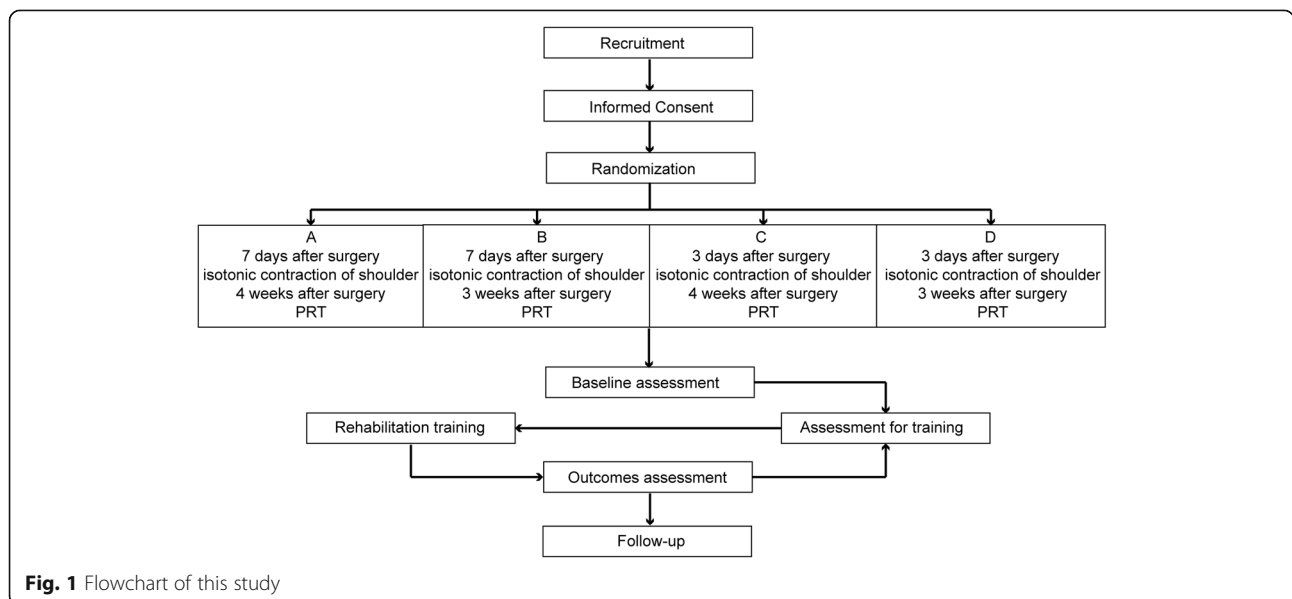 Recruitment
Informed Consent
Randomization
A
7 days after surgery
isotonic contraction of shoulder
4 weeks after surgery
PRT
B
7 days after surgery
isotonic contraction of shoulder
3 weeks after surgery
PRT
C
3 days after surgery
isotonic contraction of shoulder
4 weeks after surgery
PRT
D
3 days after surgery
isotonic contraction of shoulder
3 weeks after surgery
PRT
Baseline assessment
Rehabilitation training
Assessment for training
Outcomes assessment
Follow-up
Fig. 1 Flowchart of this study